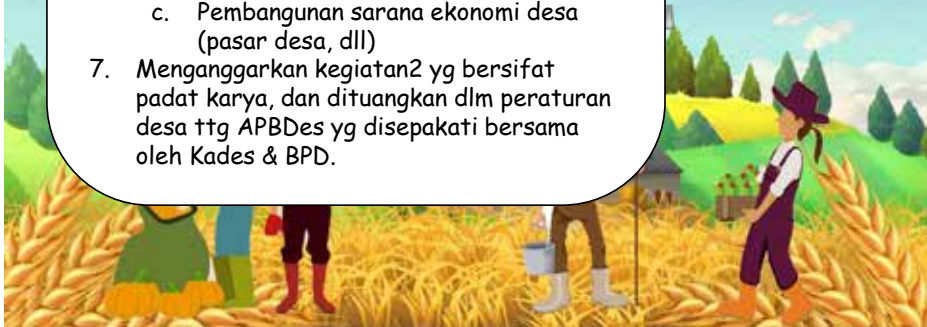 c. Pembangunan sarana ekonomi desa
(pasar desa, dll)
7. Menganggarkan kegiatan2 yg bersifat
padat karya, dan dituangkan dlm peraturan
desa ttg APBDes yg disepakati bersama
oleh Kades & BPD.